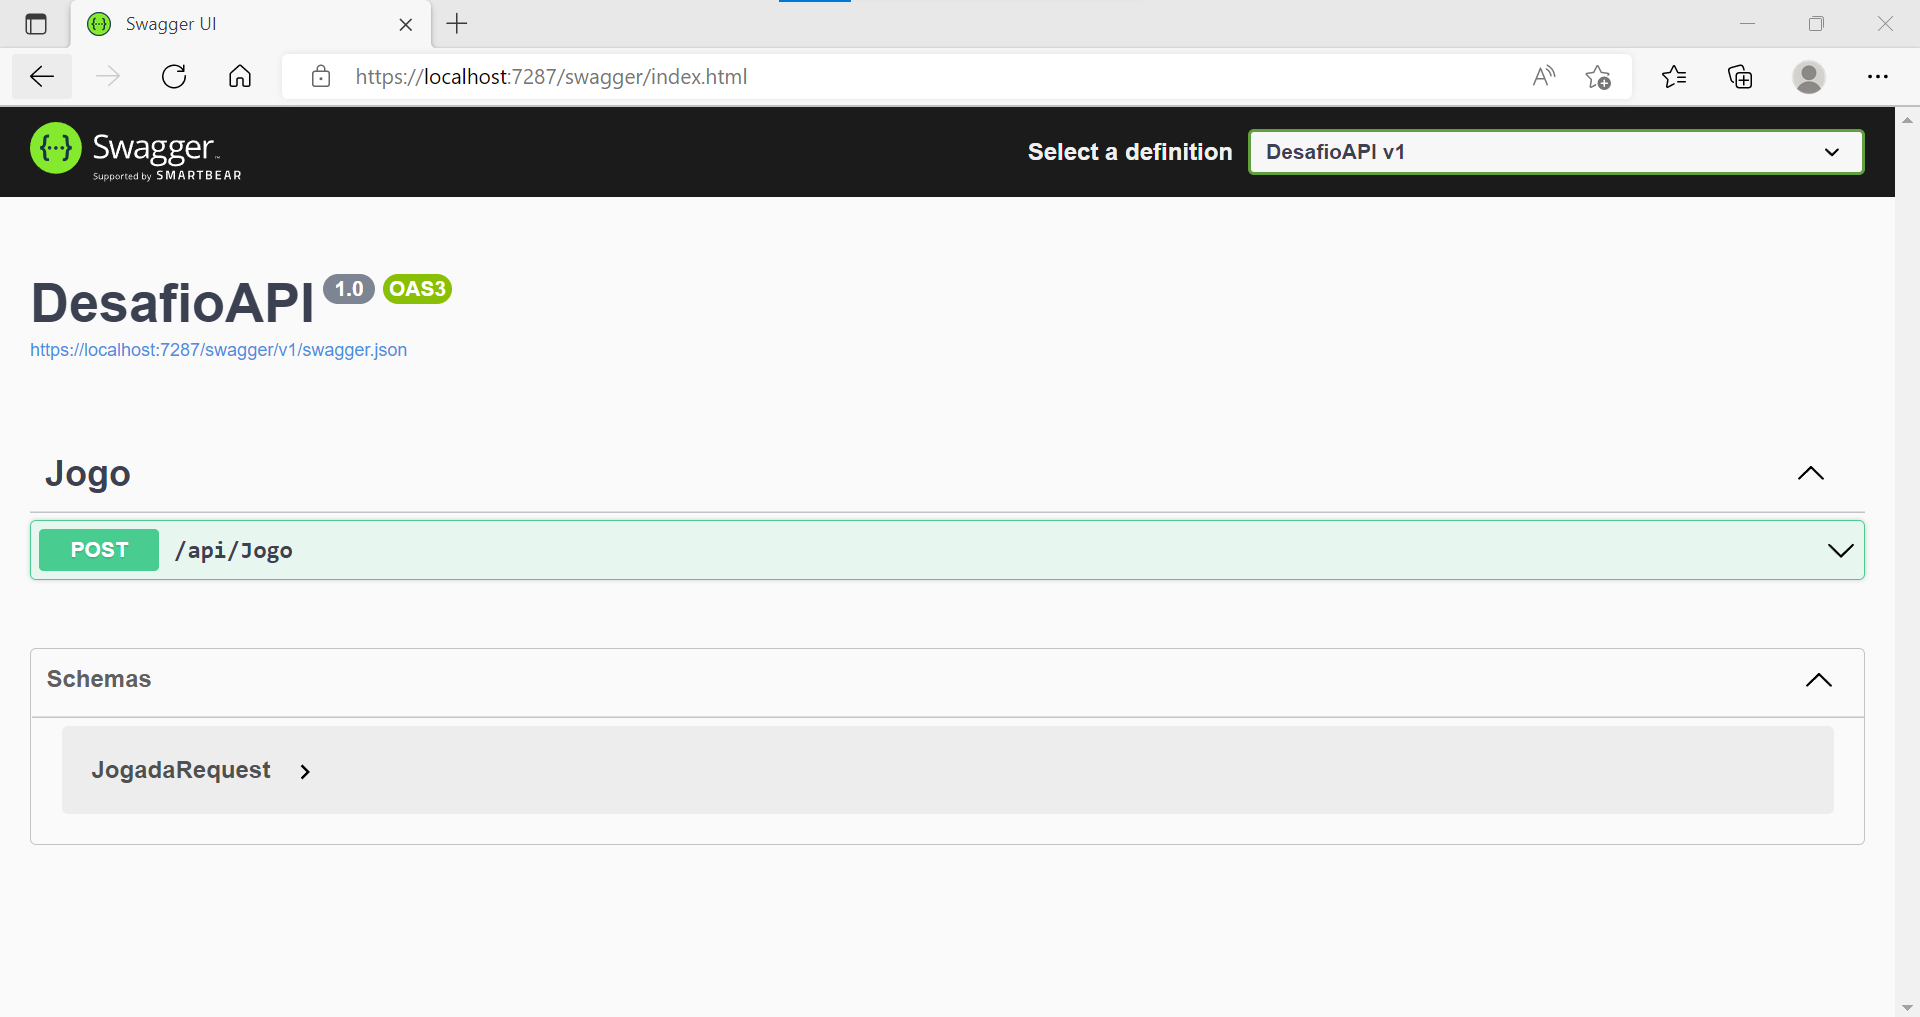 Swagger UI
https://localhost:7287/swagger/index.html
Swagger
Supported by SMARTBEAR
Select a definition
DesafioAPI v1
DesafioAPI 1.0 OAS3
https://localhost:7287/swagger/v1/swagger.json
Jogo
POST /api/Jogo
Schemas
JogadaRequest